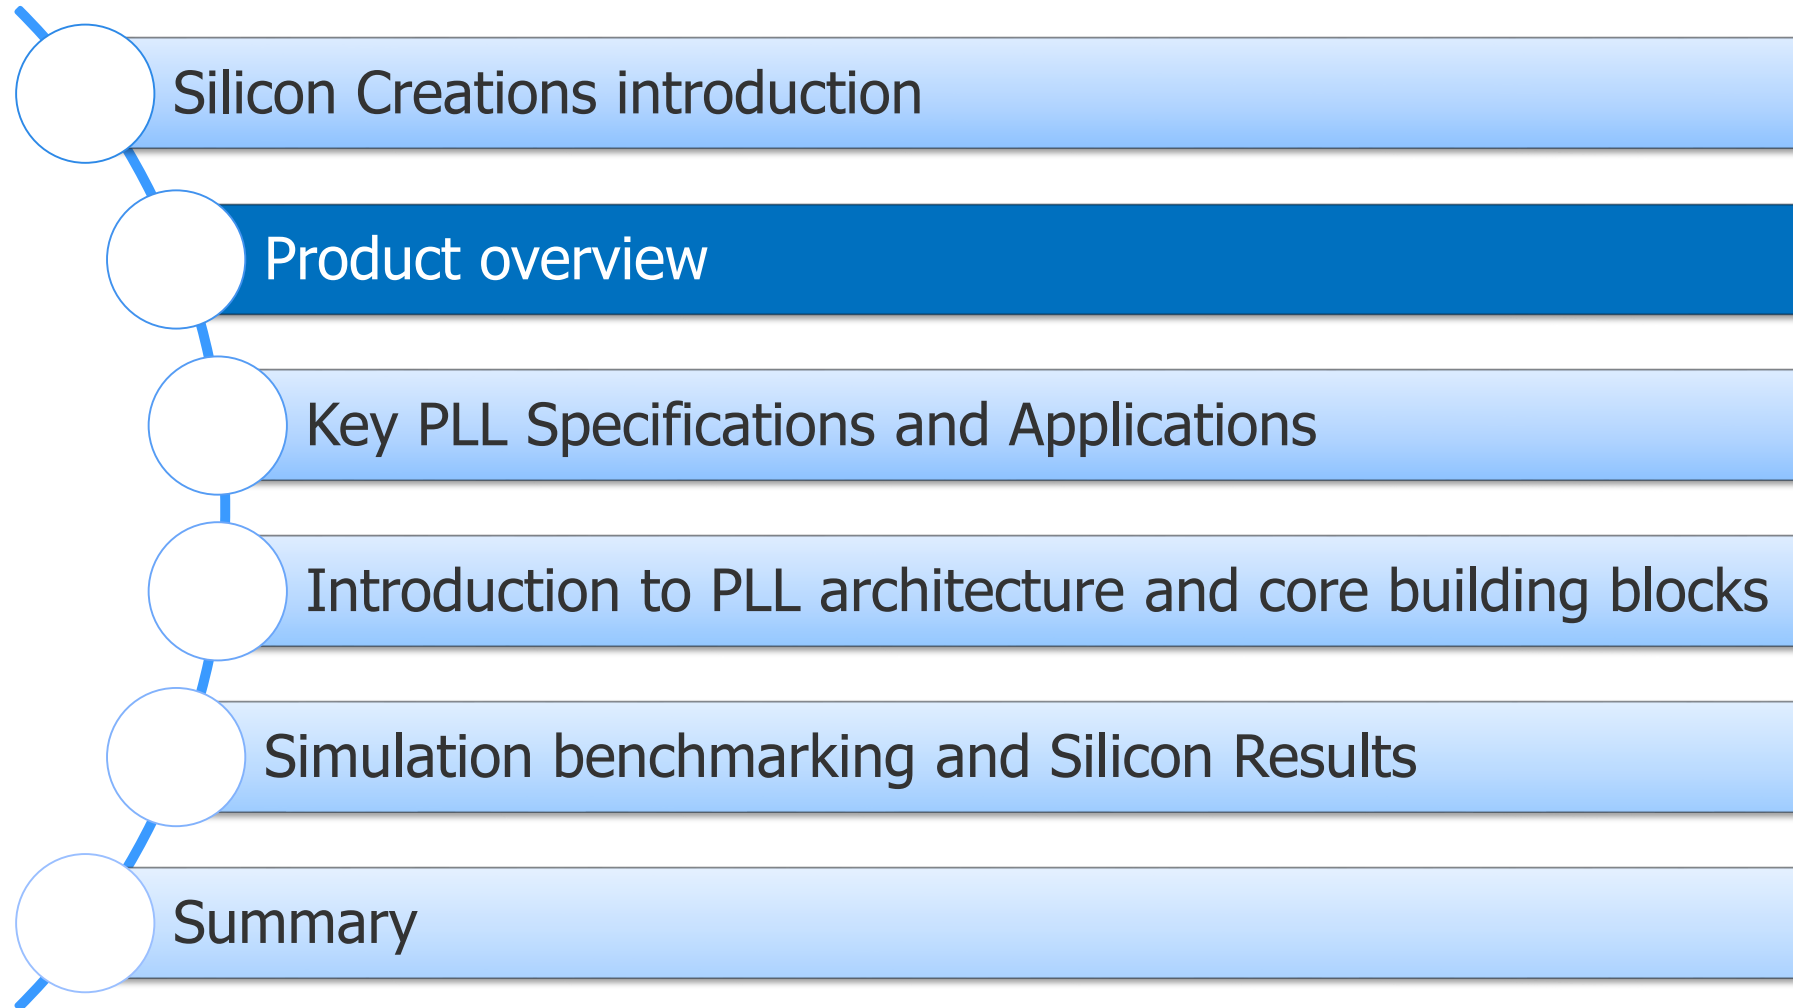 Silicon Creations introduction
Product overview
Key PLL Specifications and Applications
Introduction to PLL architecture and core building blocks
Simulation benchmarking and Silicon Results
Summary